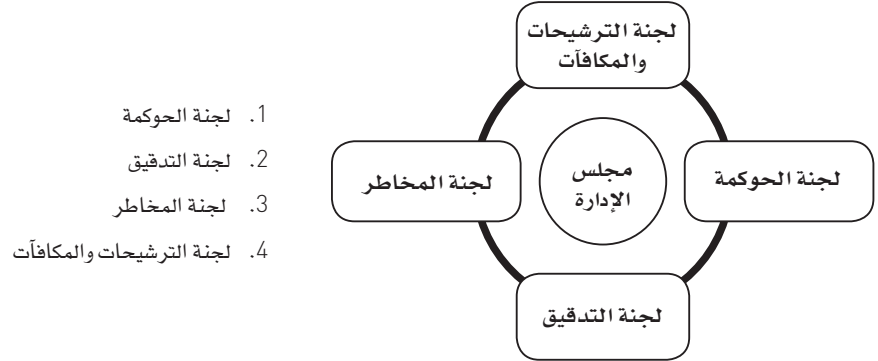 لجنة الترشيحات
والمكافآت
لجنة الحوكمة
مجلس
الإدارة
لجنة المخاطر
لجنة التدقيق
1. لجنة الحوكمة
2. لجنة التدقيق
3. لجنة المخاطر
4. لجنة الترشيحات والمكافآت